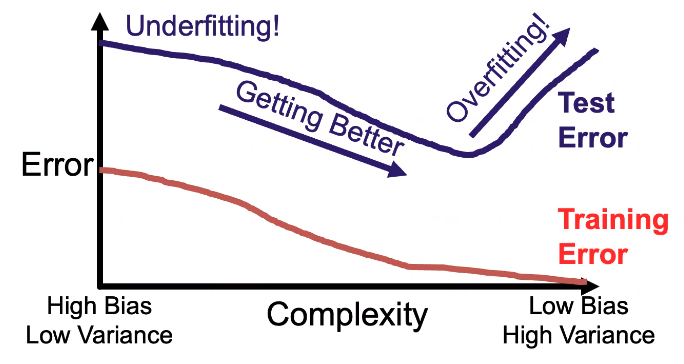 Underfitting!
Getting Better
Overfitting!
Test
Error
Error
Training
Error
High Bias
Low Variance
Complexity
Low Bias
High Variance